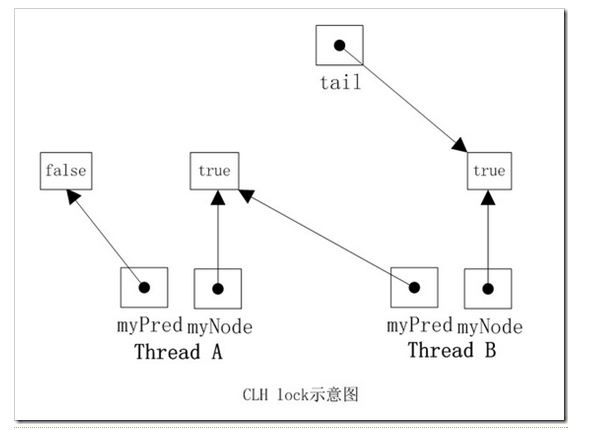 tail
false
true
true
myPred myNode
Thread A
myPred myNode
Thread B
CLH lock示意图